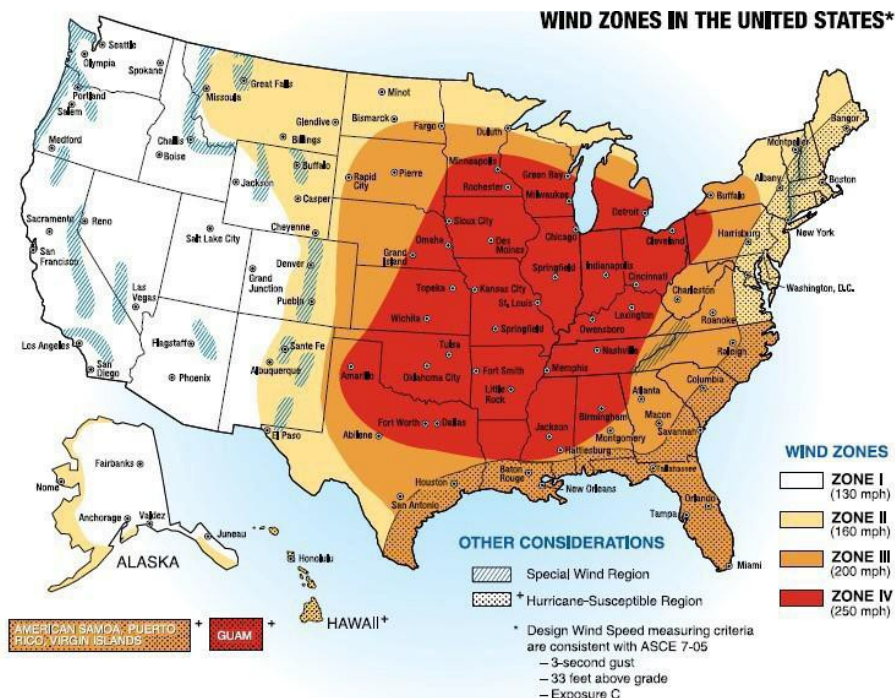 WIND ZONES IN THE UNITED STATES*
Seattle
Olympia
Spokane
Portland
Salem
Medford
Great Falls
Missoula
Minot
Glendive
Bismarck
Fargo
Duluth
Billings
Challis
Boise
Buffalo
Jackson
Casper
Cheyenne
Rapid
City
Pierre
Minneapolis
Rochester
Green Bay
Milwaukee
Bangor
Montpelier
Albany
Boston
Buffalo
Detroit
New York
Cleveland
Harrisburg
Washington, D.C.
Sacramento
San
Francisco
Reno
Salt Lake City
Las
Vegas
Grand
Junction
Denver
Pueblo
Sioux City
Omaha
Grand
Island
Des
Moines
Chicago
Springfield
Indianapolis
Cincinnati
Charleston
Topeka
Kansas City
St. Louis
Lexington
Roanoke
Wichita
Springfield
Owensboro
Nashville
Raleigh
Los Angeles
San
Diego
Flagstaff
Phoenix
Sante Fe
Albuquerque
El Paso
Amarillo
Tulsa
Oklahoma City
Fort Smith
Little
Rock
Memphis
Atlanta
Columbia
Macon
Savannah
Birmingham
Montgomery
Fort Worth
Dallas
Abilene
Jackson
Hattiesburg
Tallahassee
Houston
Baton
Rouge
New Orleans
San Antonio
Orlando
Tampa
Miami
Fairbanks
Nome
Anchorage
Valdez
Juneau
ALASKA
Honolulu
HAWAII+
AMERICAN SAMOA, PUERTO
RICO, VIRGIN ISLANDS
+
GUAM
+
WIND ZONES
ZONE I
(130 mph)
ZONE II
(160 mph)
ZONE III
(200 mph)
ZONE IV
(250 mph)
OTHER CONSIDERATIONS
Special Wind Region
+ Hurricane-Susceptible Region
* Design Wind Speed measuring criteria
are consistent with ASCE 7-05
– 3-second gust
– 33 feet above grade
– Exposure C